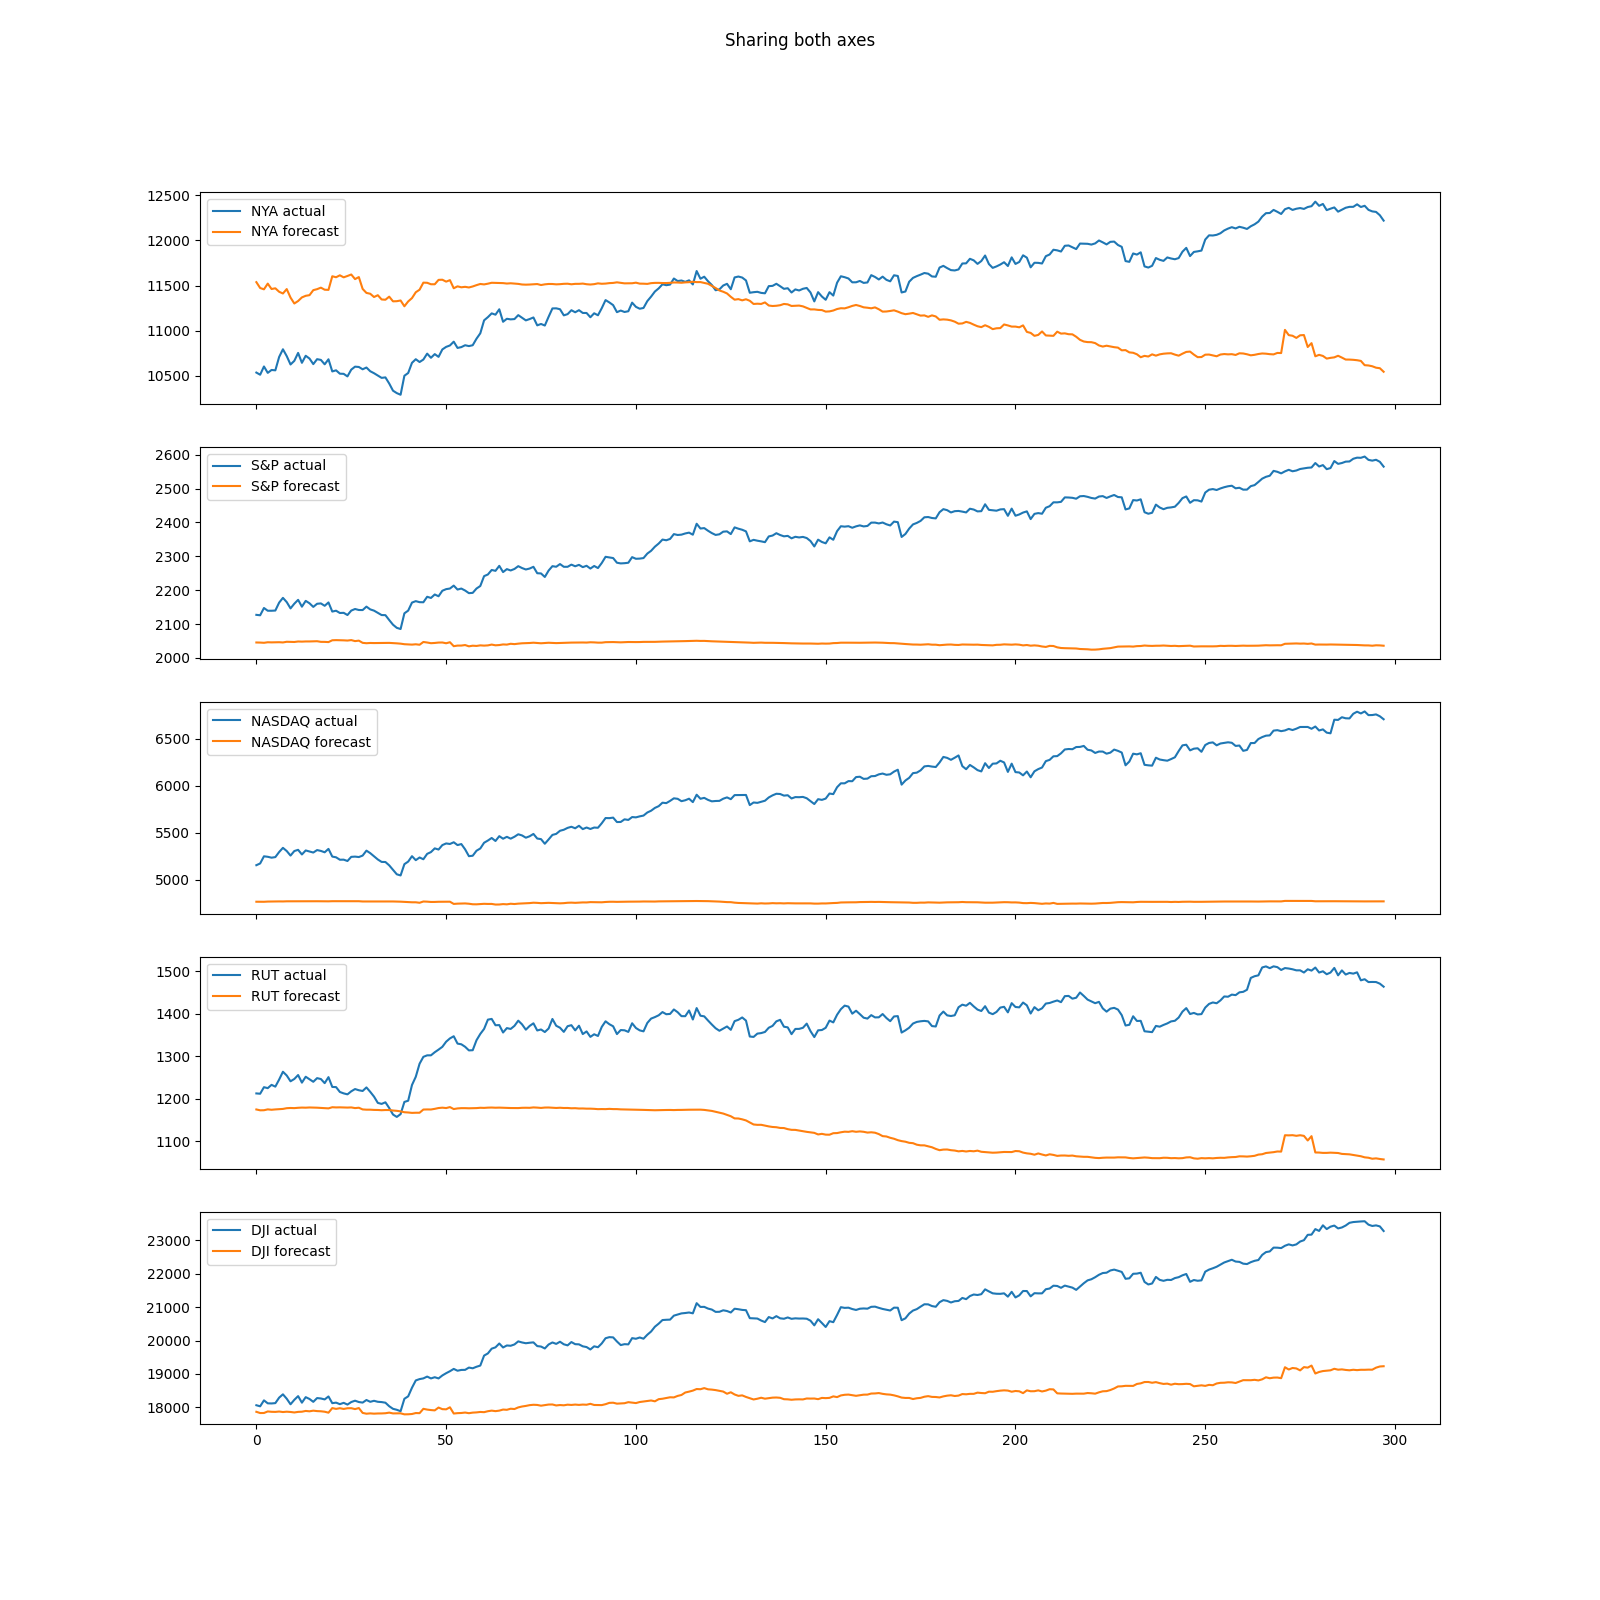 Sharing both axes
12500
12000
11500
11000
10500
NYA actual
NYA forecast
2600
2500
2400
2300
2200
2100
2000
S&P actual
S&P forecast
6500
6000
5500
5000
NASDAQ actual
NASDAQ forecast
1500
1400
1300
1200
1100
RUT actual
RUT forecast
23000
22000
21000
20000
19000
18000
DJI actual
DJI forecast
0 50 100 150 200 250 300